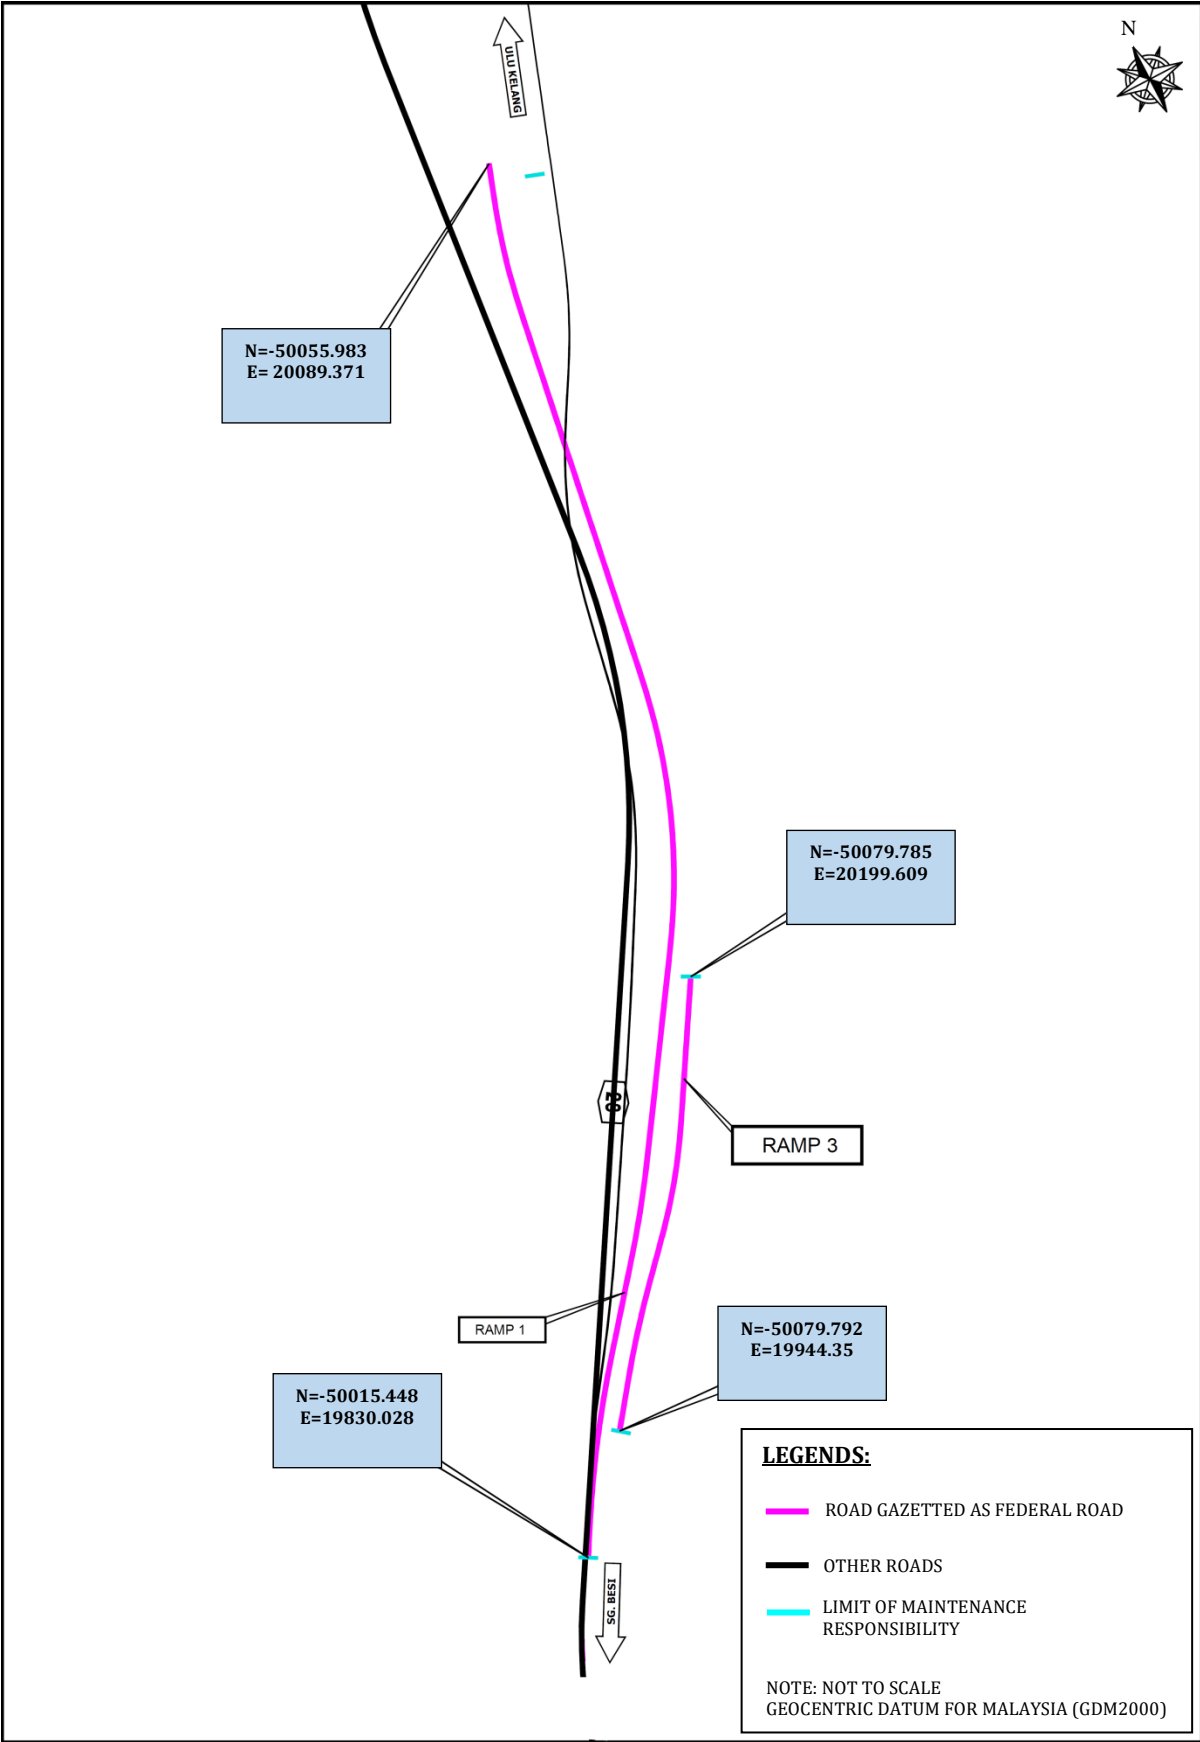 N
ULU KELANG
N=-50055.983
E= 20089.371
N=-50079.785
E=20199.609
28
RAMP 3
RAMP 1
N=-50079.792
E=19944.35
N=-50015.448
E=19830.028
SG. BESI
LEGENDS:
ROAD GAZETTED AS FEDERAL ROAD
OTHER ROADS
LIMIT OF MAINTENANCE
RESPONSIBILITY
NOTE: NOT TO SCALE
GEOCENTRIC DATUM FOR MALAYSIA (GDM2000)